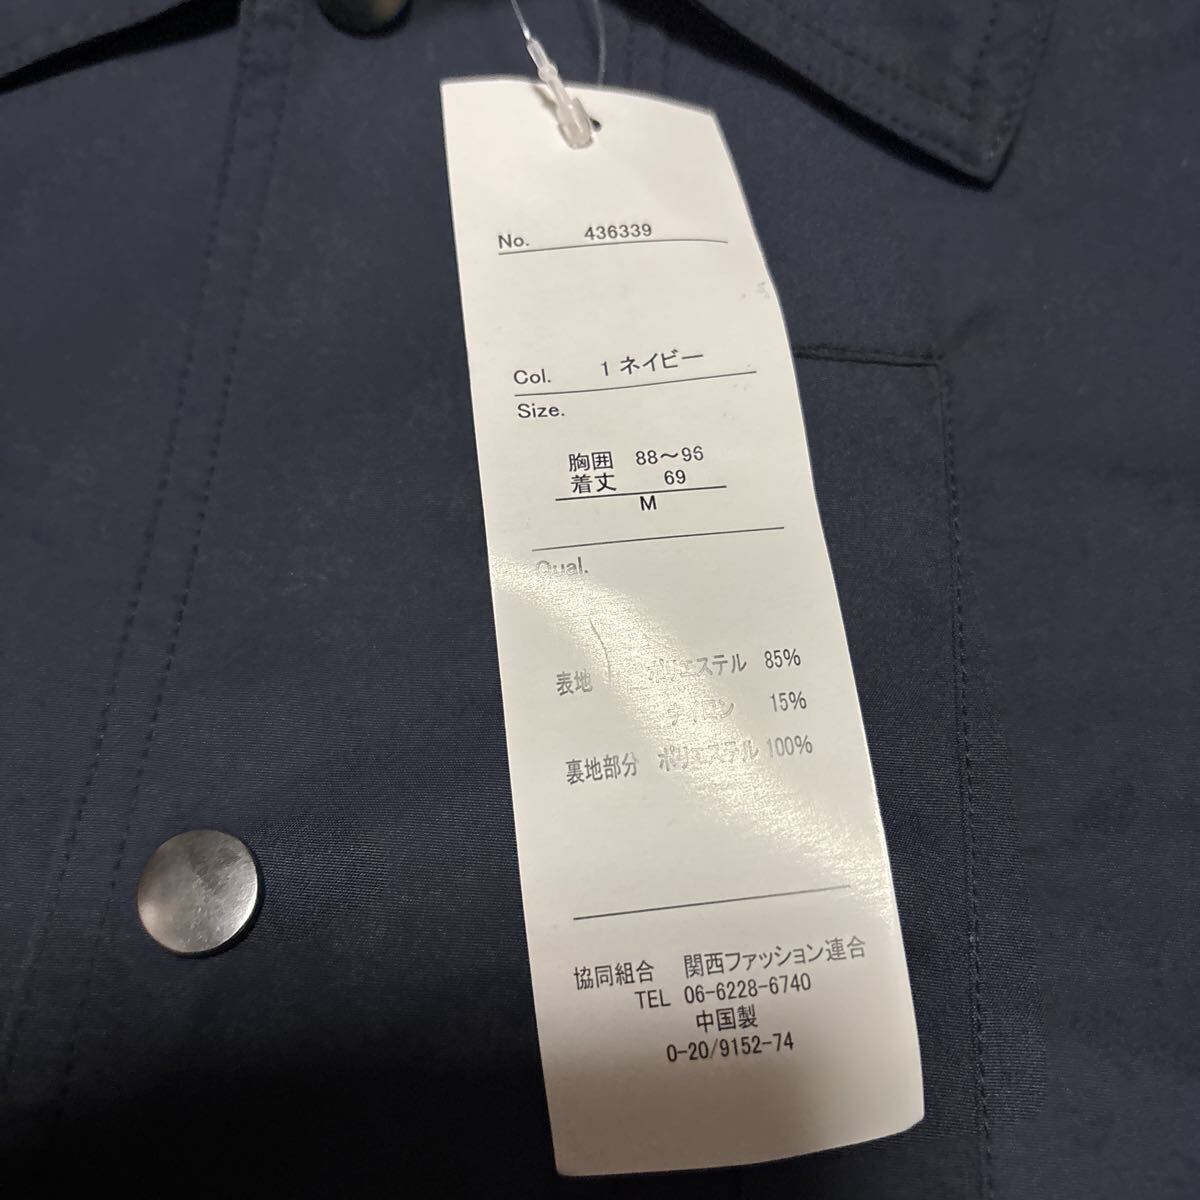 No. 436339
Col. 1 ネイビー
Size.
胸囲 88～96
着丈 69
M
Qual.
表地 ポリエステル 85%
ナイロン 15%
裏地部分 ポリエステル 100%
協同組合 関西ファッション連合
TEL 06-6228-6740
中国製
0-20/9152-74